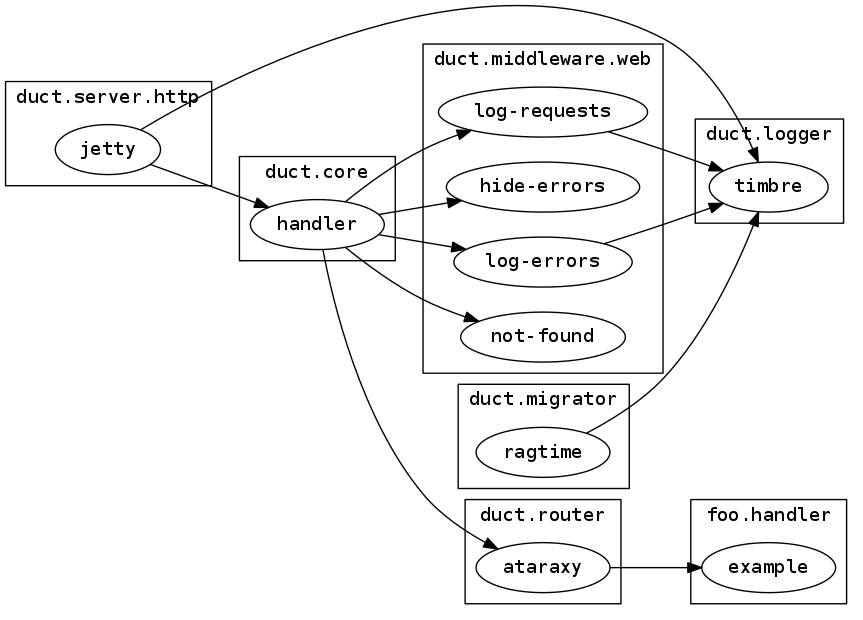 duct.server.http
jetty
duct.core
handler
duct.middleware.web
log-requests
hide-errors
log-errors
not-found
duct.logger
timbre
duct.migrator
ragtime
duct.router
ataraxy
foo.handler
example